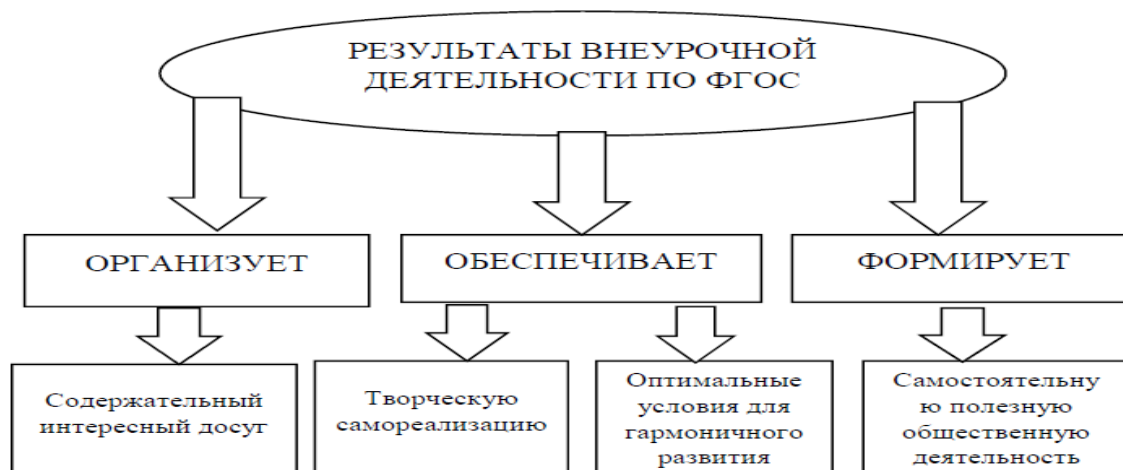 РЕЗУЛЬТАТЫ ВНЕУРОЧНОЙ
ДЕЯТЕЛЬНОСТИ ПО ФГОС
ОРГАНИЗУЕТ
ОБЕСПЕЧИВАЕТ
ФОРМИРУЕТ
Содержательный
интересный досуг
Творческую
самореализацию
Оптимальные
условия для
гармоничного
развития
Самостоятельну
ю полезную
общественную
деятельность